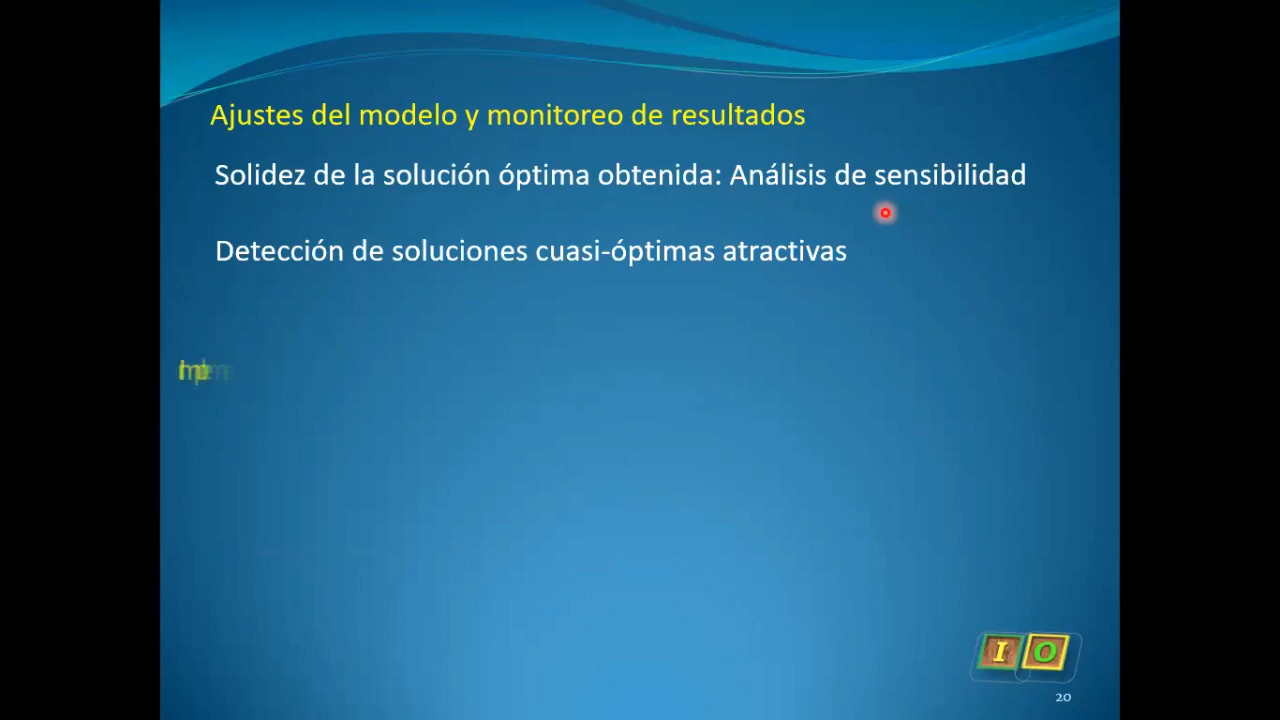 Ajustes del modelo y monitoreo de resultados
Solidez de la solución óptima obtenida: Análisis de sensibilidad
Detección de soluciones cuasi-óptimas atractivas
I O
20